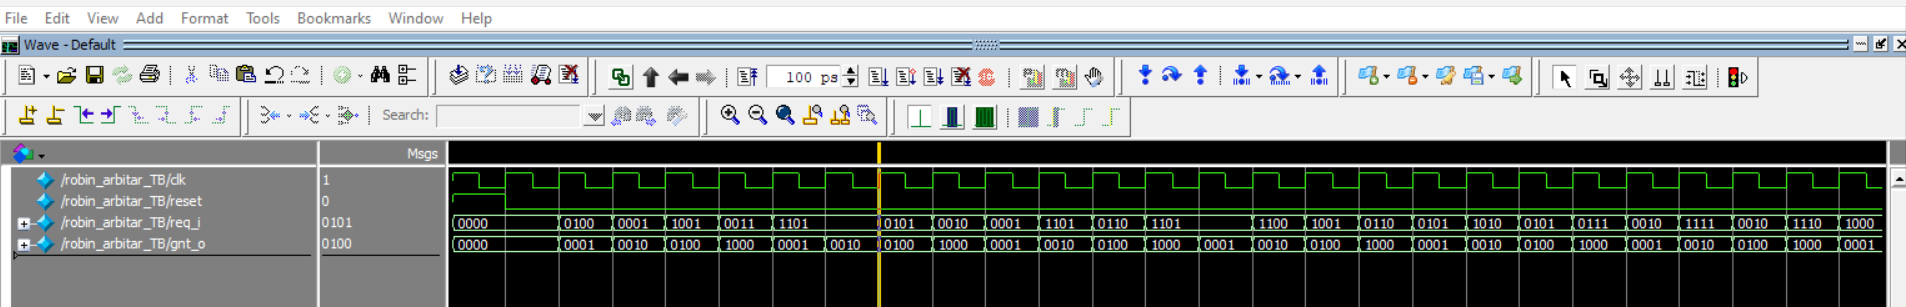 File Edit View Add Format Tools Bookmarks Window Help
Wave - Default
100 ps
Search:
Msgs
/robin_arbitar_TB/clk 1
/robin_arbitar_TB/reset 0
/robin_arbitar_TB/req_i 0101 0000 0100 0001 1001 0011 1101 0101 0010 0001 1101 0110 1101 1100 1001 0110 0101 1010 0101 0111 0010 1111 0010 1110 1000
/robin_arbitar_TB/gnt_o 0100 0000 0001 0010 0100 1000 0001 0010 0100 1000 0001 0010 0100 1000 0001 0010 0100 1000 0001 0010 0100 1000 0001 0010 0100 1000 0001